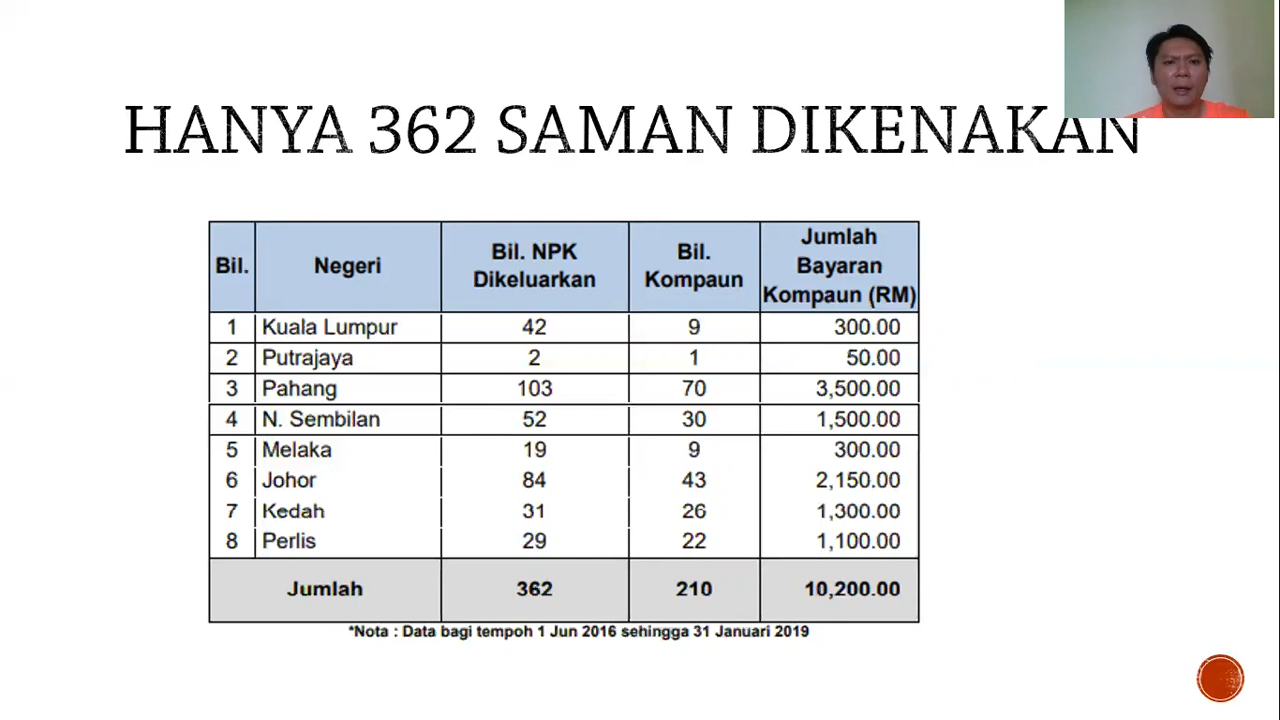 HANYA 362 SAMAN DIKENAKAN
Bil. Negeri Bil. NPK Dikeluarkan Bil. Kompaun Jumlah Bayaran Kompaun (RM)
1 Kuala Lumpur 42 9 300.00
2 Putrajaya 2 1 50.00
3 Pahang 103 70 3,500.00
4 N. Sembilan 52 30 1,500.00
5 Melaka 19 9 300.00
6 Johor 84 43 2,150.00
7 Kedah 31 26 1,300.00
8 Perlis 29 22 1,100.00
Jumlah 362 210 10,200.00
*Nota : Data bagi tempoh 1 Jun 2016 sehingga 31 Januari 2019